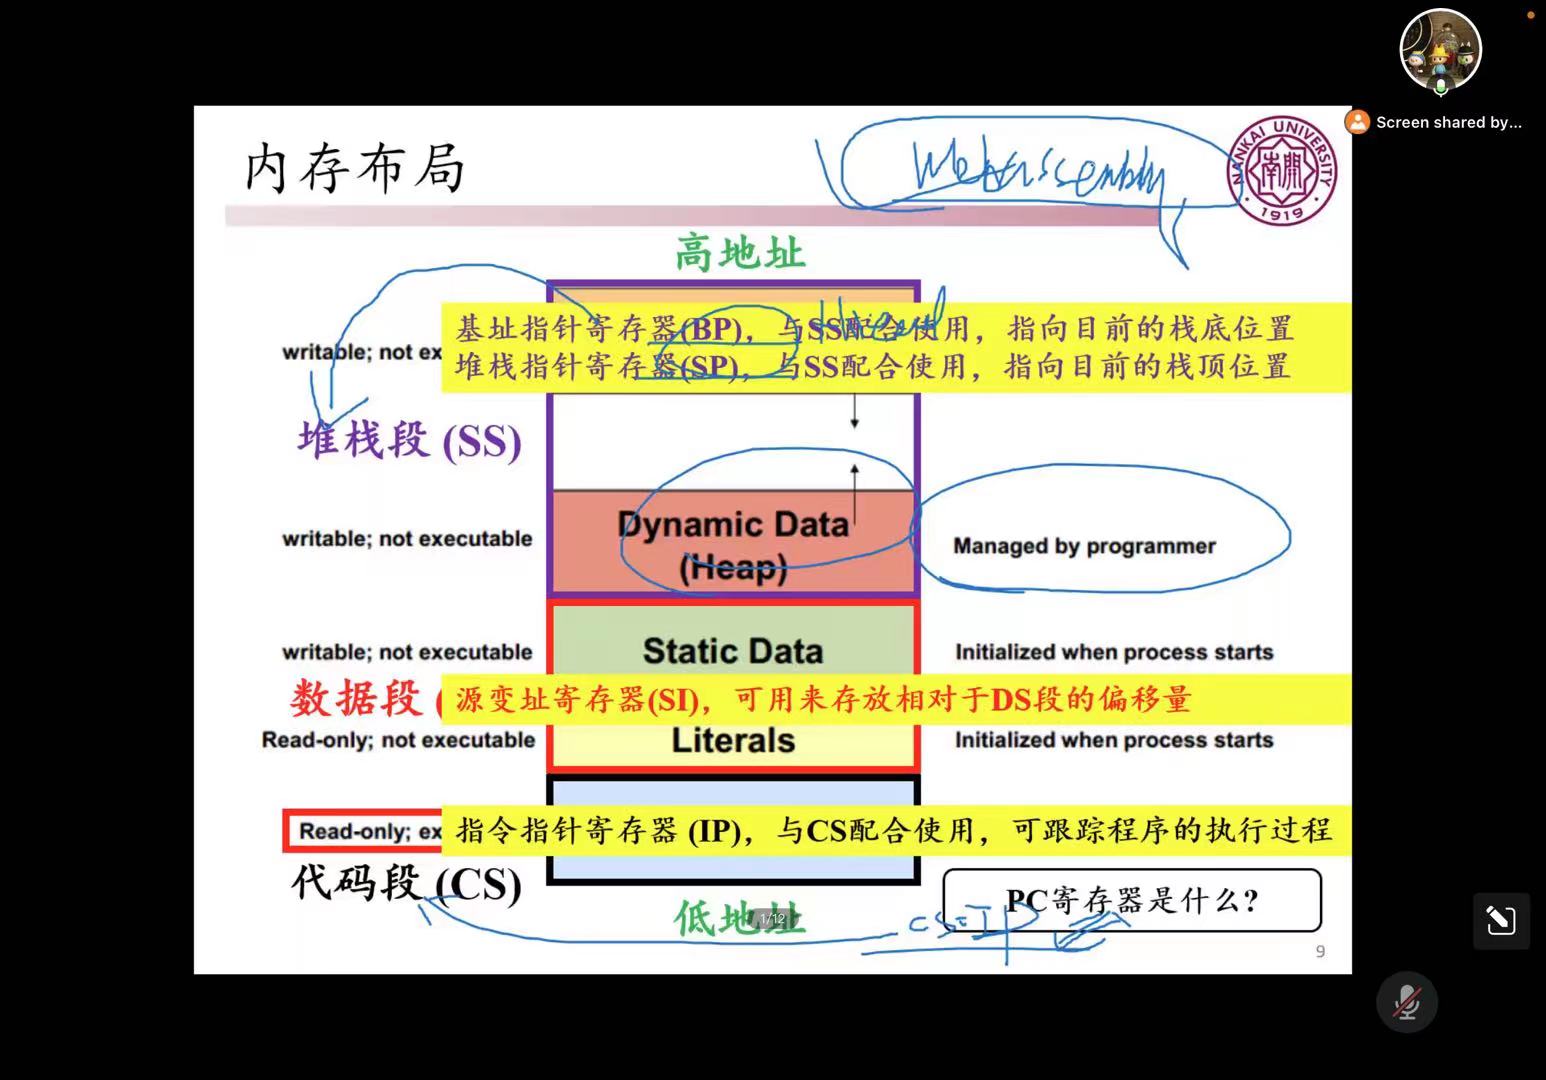 Screen shared by...
内存布局
WebAssembly
NANKAI UNIVERSITY
南開
1919
高地址
基址指针寄存器(BP)，与SS配合使用，指向目前的栈底位置
writable; not ex
堆栈指针寄存器(SP)，与SS配合使用，指向目前的栈顶位置
堆栈段 (SS)
writable; not executable
Dynamic Data
(Heap)
Managed by programmer
writable; not executable
Static Data
Initialized when process starts
数据段 (
源变址寄存器(SI)，可用来存放相对于DS段的偏移量
Read-only; not executable
Literals
Initialized when process starts
Read-only; ex
指令指针寄存器 (IP)，与CS配合使用，可跟踪程序的执行过程
代码段 (CS)
PC寄存器是什么?
低地址
1/12
CS:IP
9